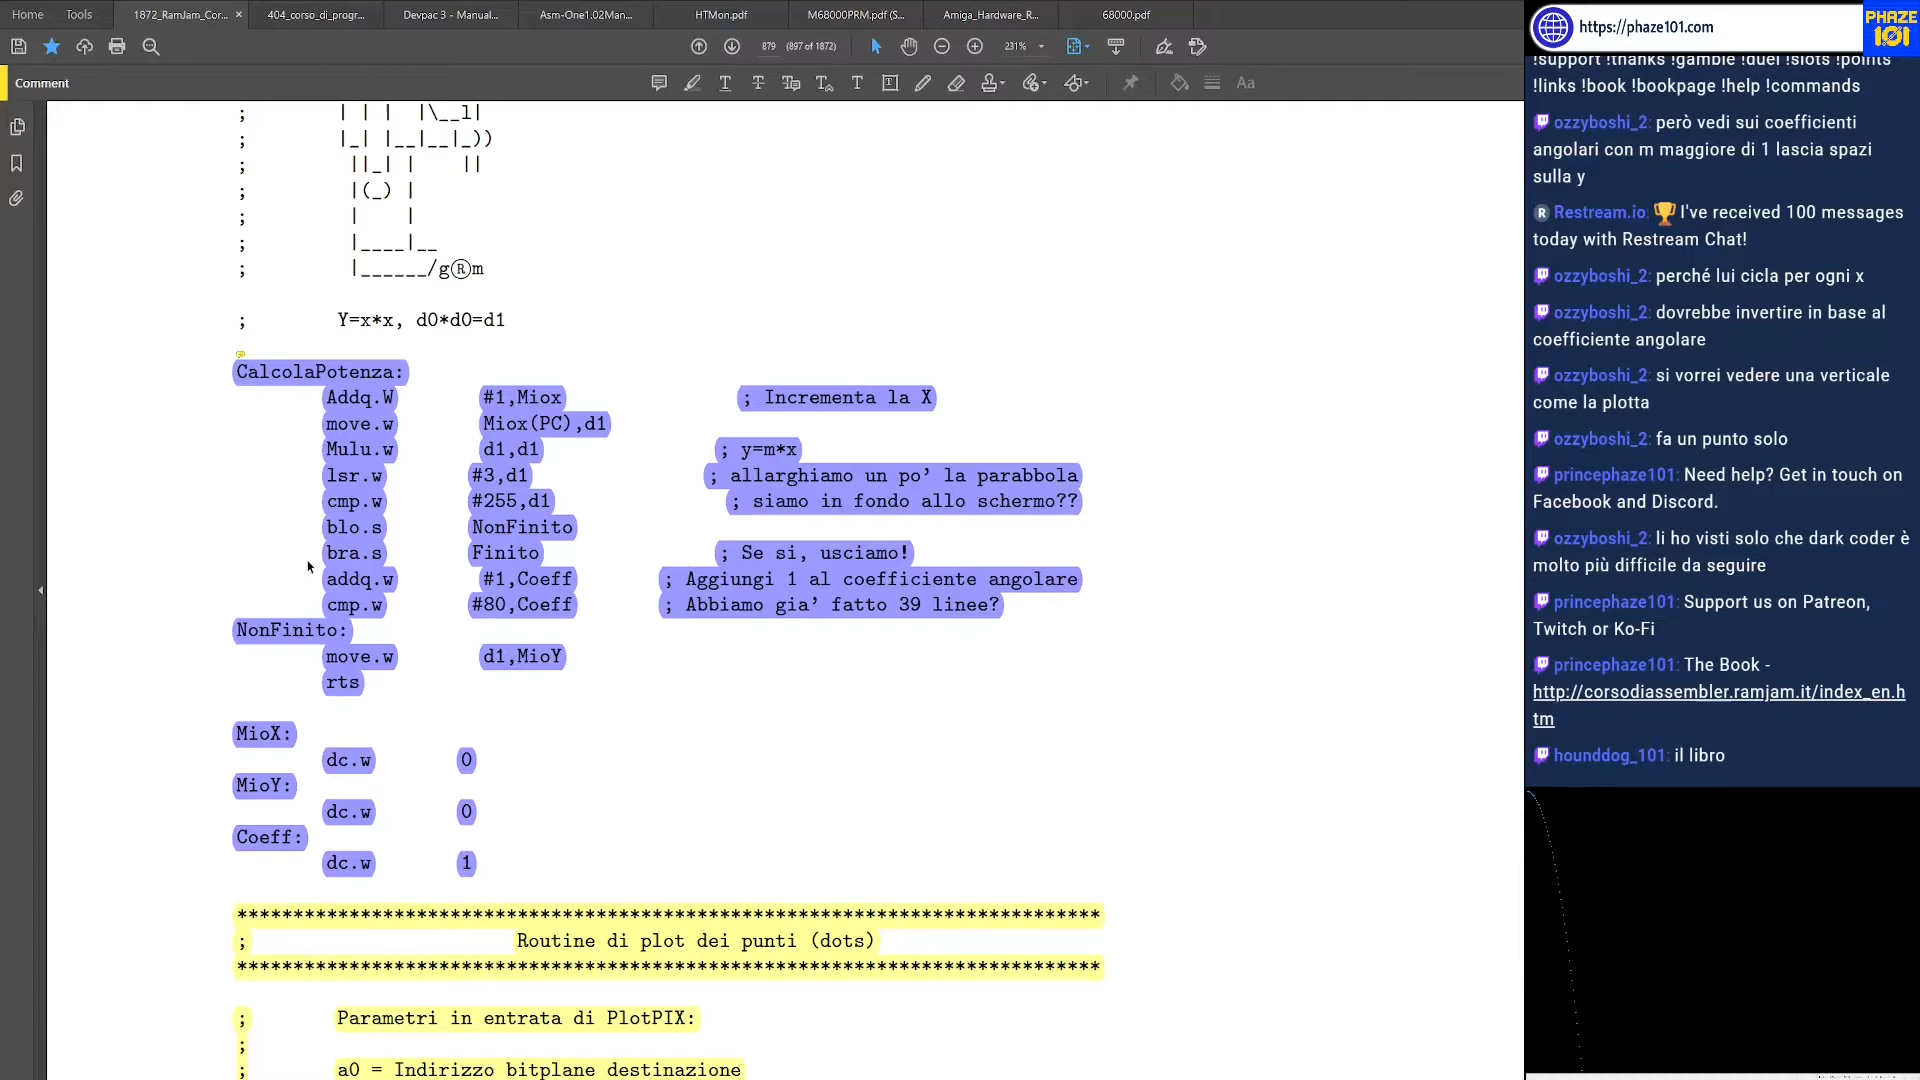 Home Tools 1872_RamJam_Cor... × 404_corso_di_progr... Devpac 3 - Manual... Asm-One1.02Man... HTMon.pdf M68000PRM.pdf (S... Amiga_Hardware_R... 68000.pdf
879 (897 of 1872) 231%
Comment
; | | | |\__l|
; |_| |__|__|_))
; ||_| | ||
; |(_) |
; | |
; |____|__
; |______/gⓇm
; Y=x*x, d0*d0=d1
CalcolaPotenza:
Addq.W #1,Miox ; Incrementa la X
move.w Miox(PC),d1
Mulu.w d1,d1 ; y=m*x
lsr.w #3,d1 ; allarghiamo un po’ la parabbola
cmp.w #255,d1 ; siamo in fondo allo schermo??
blo.s NonFinito
bra.s Finito ; Se si, usciamo!
addq.w #1,Coeff ; Aggiungi 1 al coefficiente angolare
cmp.w #80,Coeff ; Abbiamo gia’ fatto 39 linee?
NonFinito:
move.w d1,MioY
rts
MioX:
dc.w 0
MioY:
dc.w 0
Coeff:
dc.w 1
******************************************************************************
; Routine di plot dei punti (dots)
******************************************************************************
; Parametri in entrata di PlotPIX:
;
; a0 = Indirizzo bitplane destinazione
https://phaze101.com
PHAZE
101
!support !thanks !gamble !duel !slots !points
!links !book !bookpage !help !commands
ozzyboshi_2: però vedi sui coefficienti
angolari con m maggiore di 1 lascia spazi
sulla y
Restream.io: 🏆 I've received 100 messages
today with Restream Chat!
ozzyboshi_2: perché lui cicla per ogni x
ozzyboshi_2: dovrebbe invertire in base al
coefficiente angolare
ozzyboshi_2: si vorrei vedere una verticale
come la plotta
ozzyboshi_2: fa un punto solo
princephaze101: Need help? Get in touch on
Facebook and Discord.
ozzyboshi_2: li ho visti solo che dark coder è
molto più difficile da seguire
princephaze101: Support us on Patreon,
Twitch or Ko-Fi
princephaze101: The Book -
http://corsodiassembler.ramjam.it/index_en.h
tm
hounddog_101: il libro